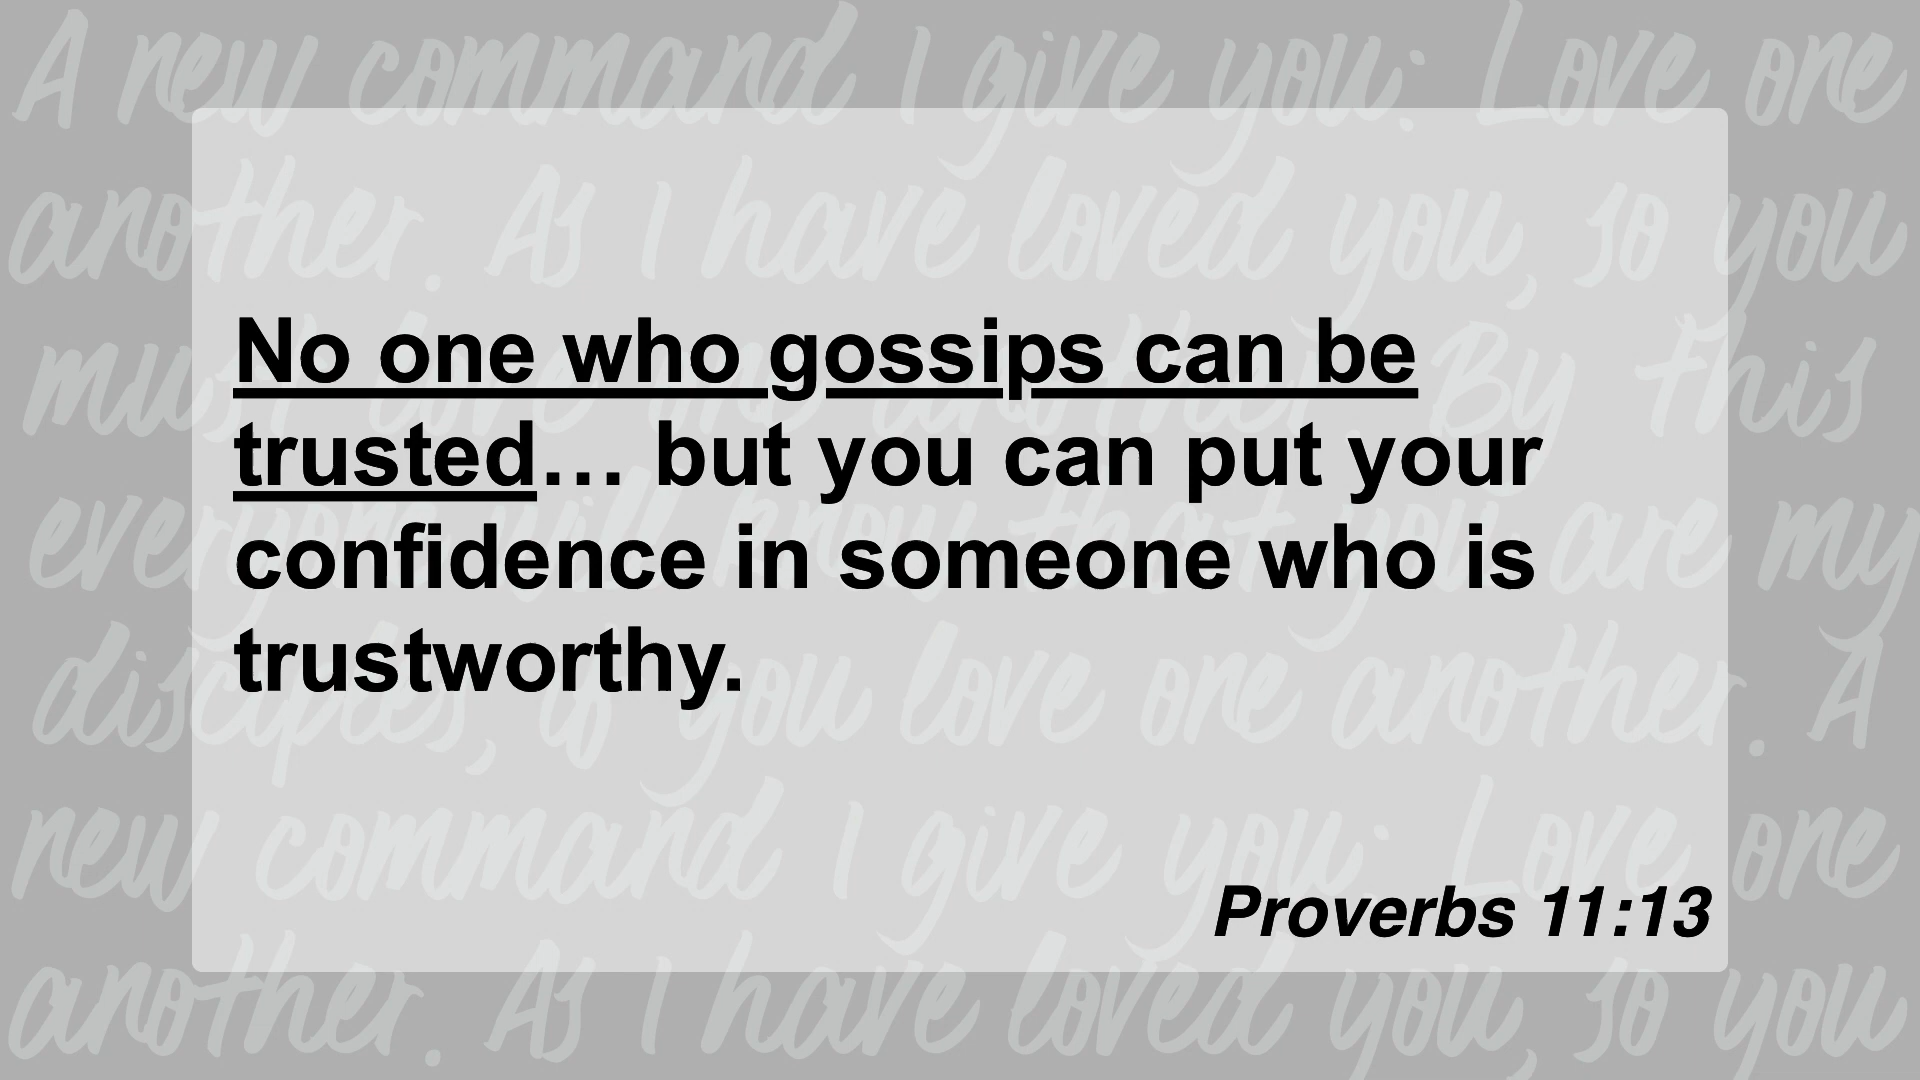 A new command I give you: Love one
another. As I have loved you, so you
must love one another. By this
everyone will know that you are my
disciples, if you love one another. A
new command I give you: Love one
another. As I have loved you, so you
No one who gossips can be
trusted… but you can put your
confidence in someone who is
trustworthy.
Proverbs 11:13